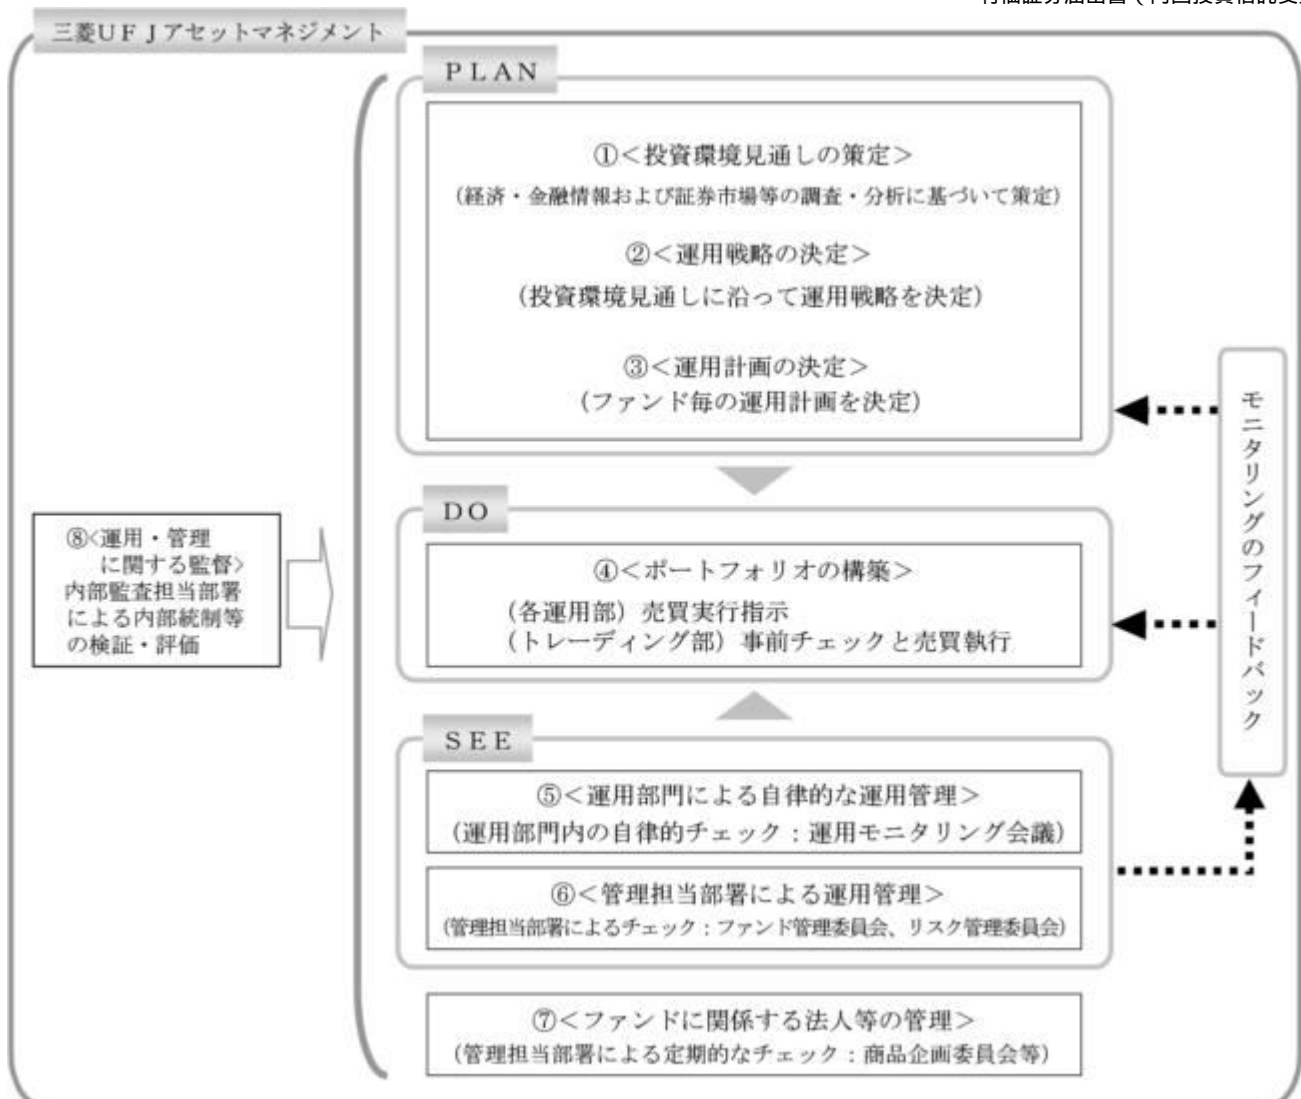 三菱UFJアセットマネジメント
PLAN
①<投資環境見通しの策定>
(経済・金融情報および証券市場等の調査・分析に基づいて策定)
②<運用戦略の決定>
(投資環境見通しに沿って運用戦略を決定)
③<運用計画の決定>
(ファンド毎の運用計画を決定)
DO
④<ポートフォリオの構築>
(各運用部)売買実行指示
(トレーディング部)事前チェックと売買執行
SEE
⑤<運用部門による自律的な運用管理>
(運用部門内の自律的チェック:運用モニタリング会議)
⑥<管理担当部署による運用管理>
(管理担当部署によるチェック:ファンド管理委員会、リスク管理委員会)
⑦<ファンドに関係する法人等の管理>
(管理担当部署による定期的なチェック:商品企画委員会等)
⑧<運用・管理
に関する監督>
内部監査担当部署
による内部統制等
の検証・評価
モニタリングのフィードバック